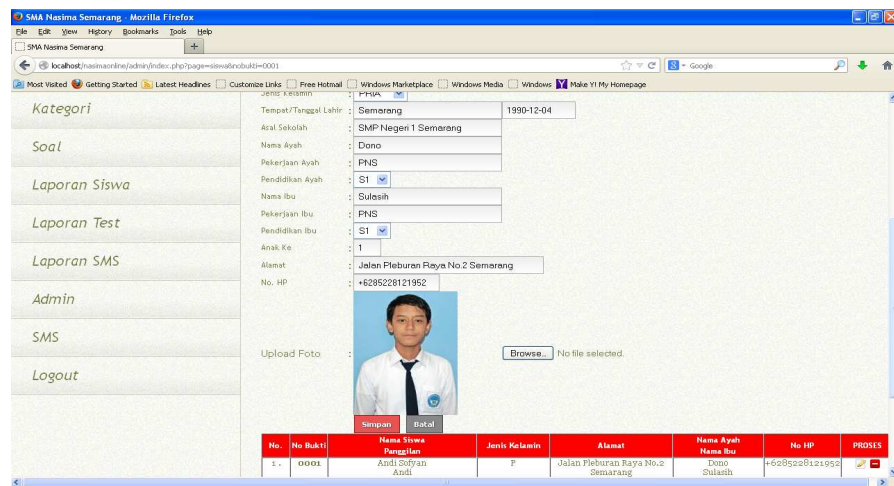 SMA Nasima Semarang - Mozilla Firefox
File Edit View History Bookmarks Tools Help
SMA Nasima Semarang +
localhost/nasimaonline/admin/index.php?page=siswa&nobukti=0001 Google
Most Visited Getting Started Latest Headlines Customize Links Free Hotmail Windows Marketplace Windows Media Windows Make Y! My Homepage
Kategori
Soal
Laporan Siswa
Laporan Test
Laporan SMS
Admin
SMS
Logout
Jenis Kelamin : PRIA
Tempat/Tanggal Lahir : Semarang 1990-12-04
Asal Sekolah : SMP Negeri 1 Semarang
Nama Ayah : Dono
Pekerjaan Ayah : PNS
Pendidikan Ayah : S1
Nama Ibu : Sulasih
Pekerjaan Ibu : PNS
Pendidikan Ibu : S1
Anak Ke : 1
Alamat : Jalan Pleburan Raya No.2 Semarang
No. HP : +6285228121952
Upload Foto : Browse... No file selected.
Simpan Batal
No. No Bukti Nama Siswa Panggilan Jenis Kelamin Alamat Nama Ayah Nama Ibu No HP PROSES
1. 0001 Andi Sofyan Andi P Jalan Pleburan Raya No.2 Semarang Dono Sulasih +6285228121952